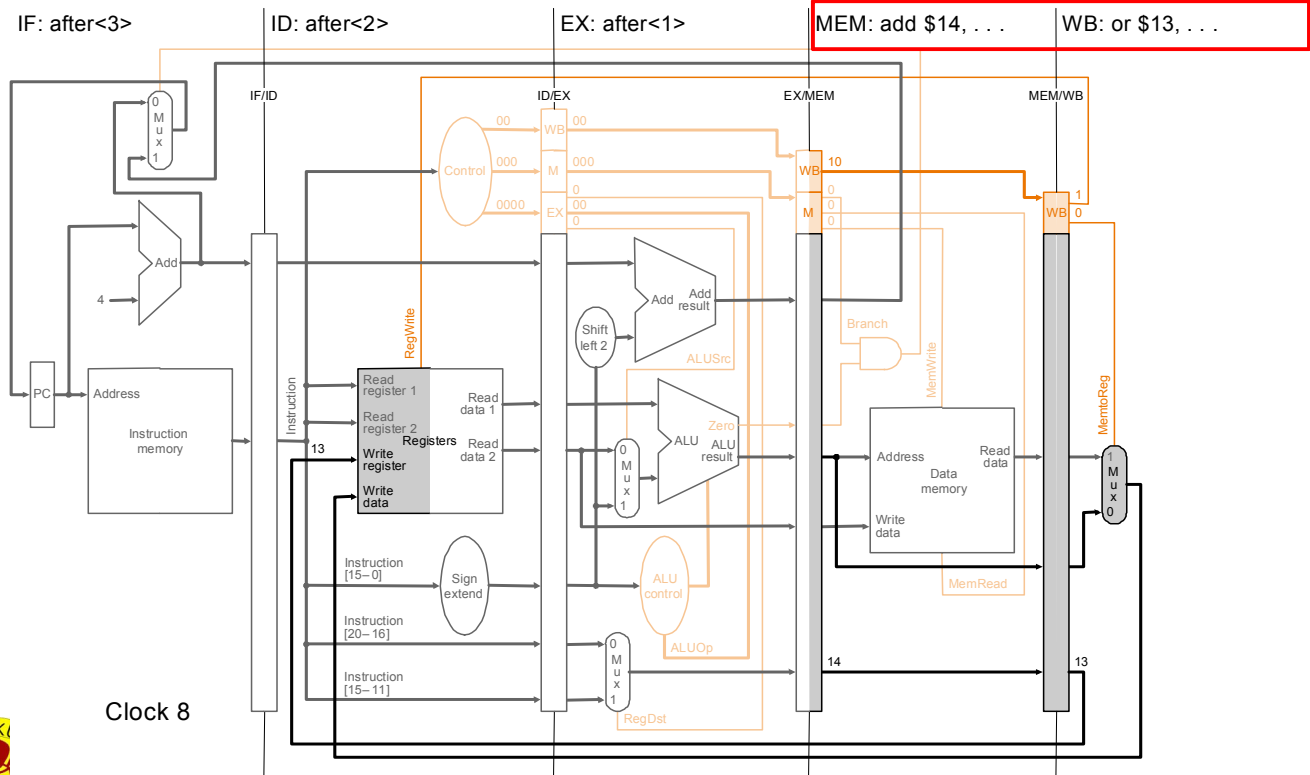 IF: after<3>
ID: after<2>
EX: after<1>
MEM: add $14, . . .
WB: or $13, . . .
IF/ID
ID/EX
EX/MEM
MEM/WB
0
M
u
x
1
Control
00
000
0000
WB
M
EX
00
000
0
00
0
WB
M
10
0
0
0
WB
1
0
Add
4
RegWrite
Shift
left 2
Add
Add
result
Branch
ALUSrc
MemWrite
MemtoReg
PC
Address
Instruction
memory
Instruction
Read
register 1
Read
register 2
Registers
13
Write
register
Write
data
Read
data 1
Read
data 2
0
M
u
x
1
Zero
ALU
ALU
result
Address
Read
data
Data
memory
Write
data
1
M
u
x
0
Instruction
[15–0]
Sign
extend
ALU
control
MemRead
Instruction
[20–16]
ALUOp
0
M
u
x
1
14
13
Instruction
[15–11]
RegDst
Clock 8